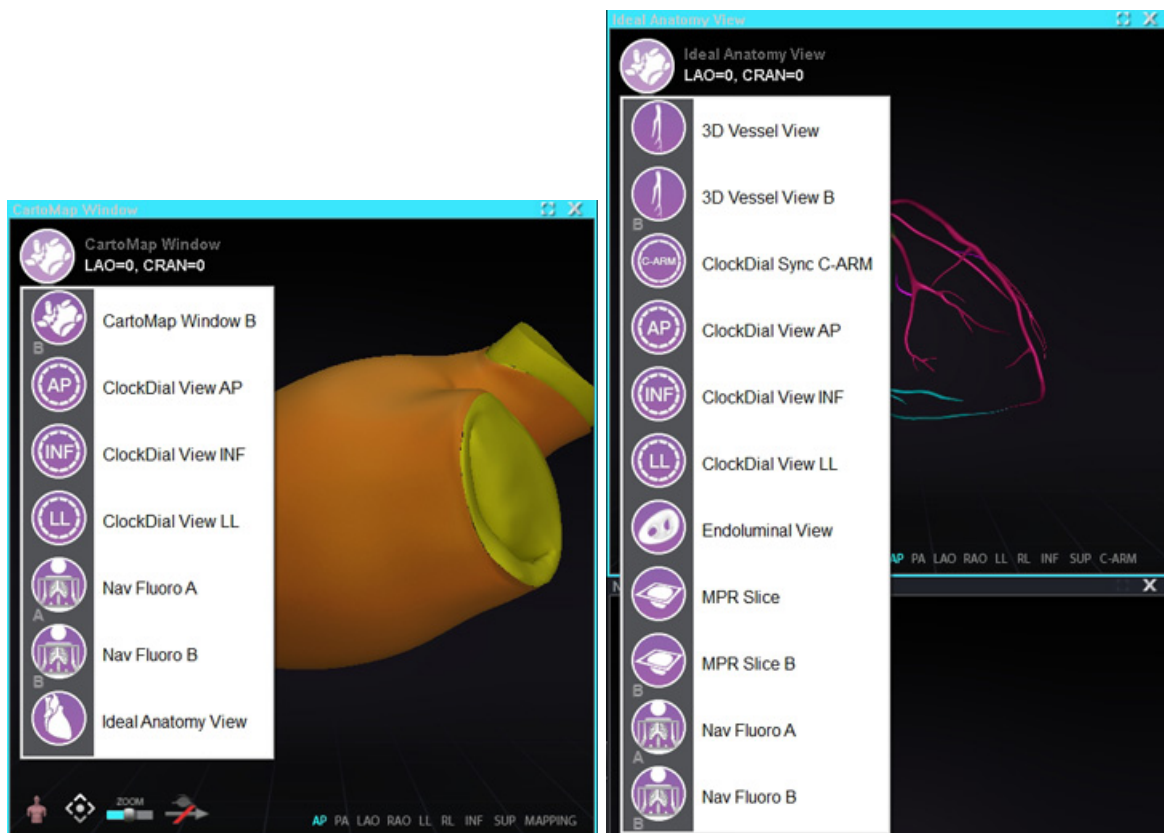 CartoMap Window
CartoMap Window
LAO=0, CRAN=0
CartoMap Window B
B
AP
ClockDial View AP
INF
ClockDial View INF
LL
ClockDial View LL
Nav Fluoro A
A
Nav Fluoro B
B
Ideal Anatomy View
ZOOM
AP PA LAO RAO LL RL INF SUP MAPPING
Ideal Anatomy View
Ideal Anatomy View
LAO=0, CRAN=0
3D Vessel View
3D Vessel View B
B
C-ARM
ClockDial Sync C-ARM
AP
ClockDial View AP
INF
ClockDial View INF
LL
ClockDial View LL
Endoluminal View
AP PA LAO RAO LL RL INF SUP C-ARM
MPR Slice
MPR Slice B
B
Nav Fluoro A
A
Nav Fluoro B
B